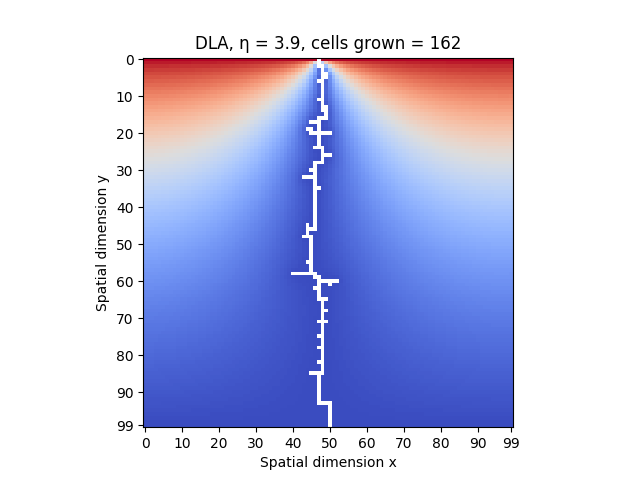 DLA, η = 3.9, cells grown = 162
0
10
20
30
40
50
60
70
80
90
99
Spatial dimension y
0 10 20 30 40 50 60 70 80 90 99
Spatial dimension x